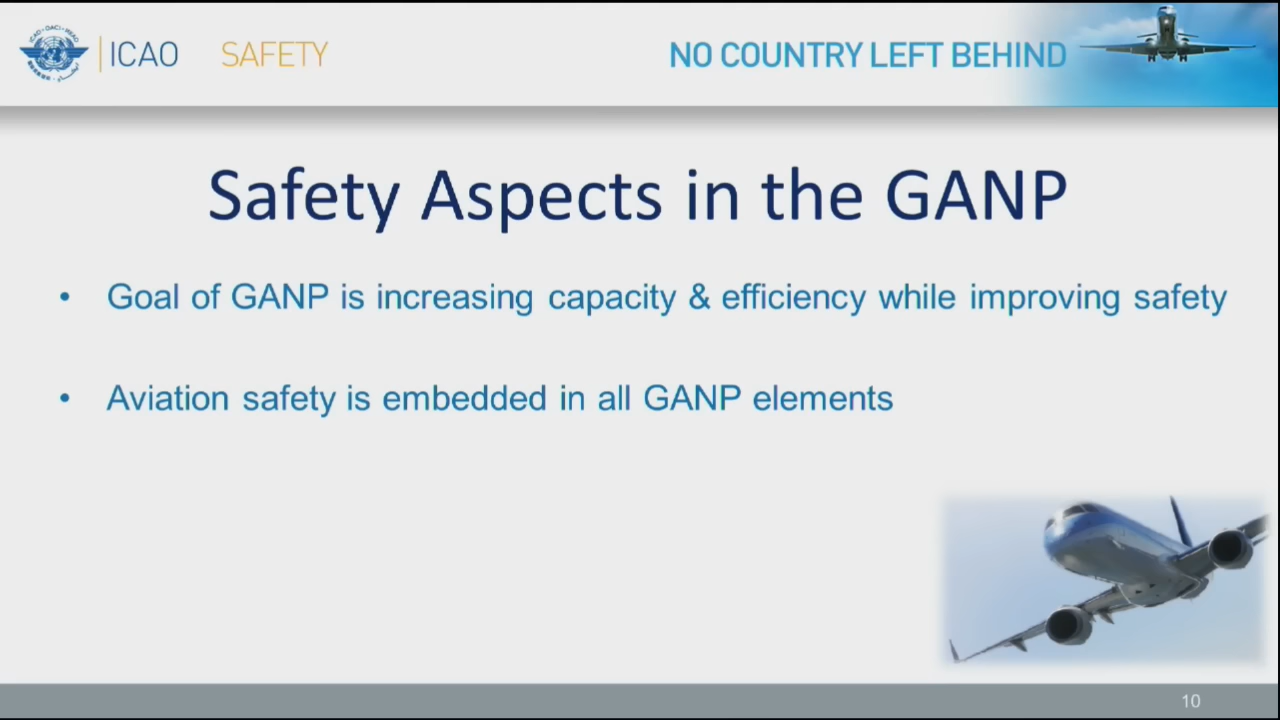 ICAO SAFETY NO COUNTRY LEFT BEHIND
Safety Aspects in the GANP
• Goal of GANP is increasing capacity & efficiency while improving safety
• Aviation safety is embedded in all GANP elements
10